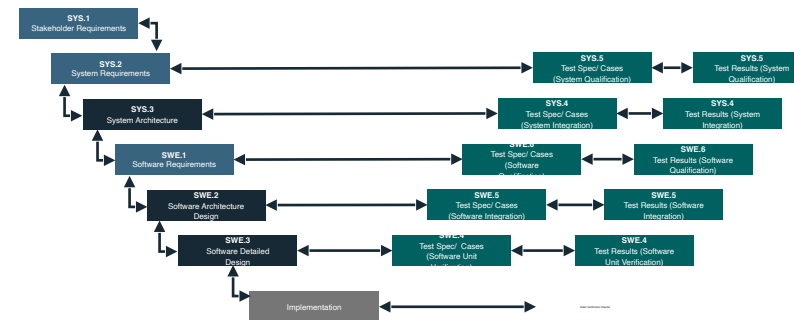 SYS.1
Stakeholder Requirements
SYS.2
System Requirements
SYS.5
Test Spec/ Cases
(System Qualification)
SYS.5
Test Results (System
Qualification)
SYS.3
System Architecture
SYS.4
Test Spec/ Cases
(System Integration)
SYS.4
Test Results (System
Integration)
SWE.1
Software Requirements
SWE.6
Test Spec/ Cases
(Software
Qualification)
SWE.6
Test Results (Software
Qualification)
SWE.2
Software Architecture
Design
SWE.5
Test Spec/ Cases
(Software Integration)
SWE.5
Test Results (Software
Integration)
SWE.3
Software Detailed
Design
SWE.4
Test Spec/ Cases
(Software Unit
Verification)
SWE.4
Test Results (Software
Unit Verification)
Implementation